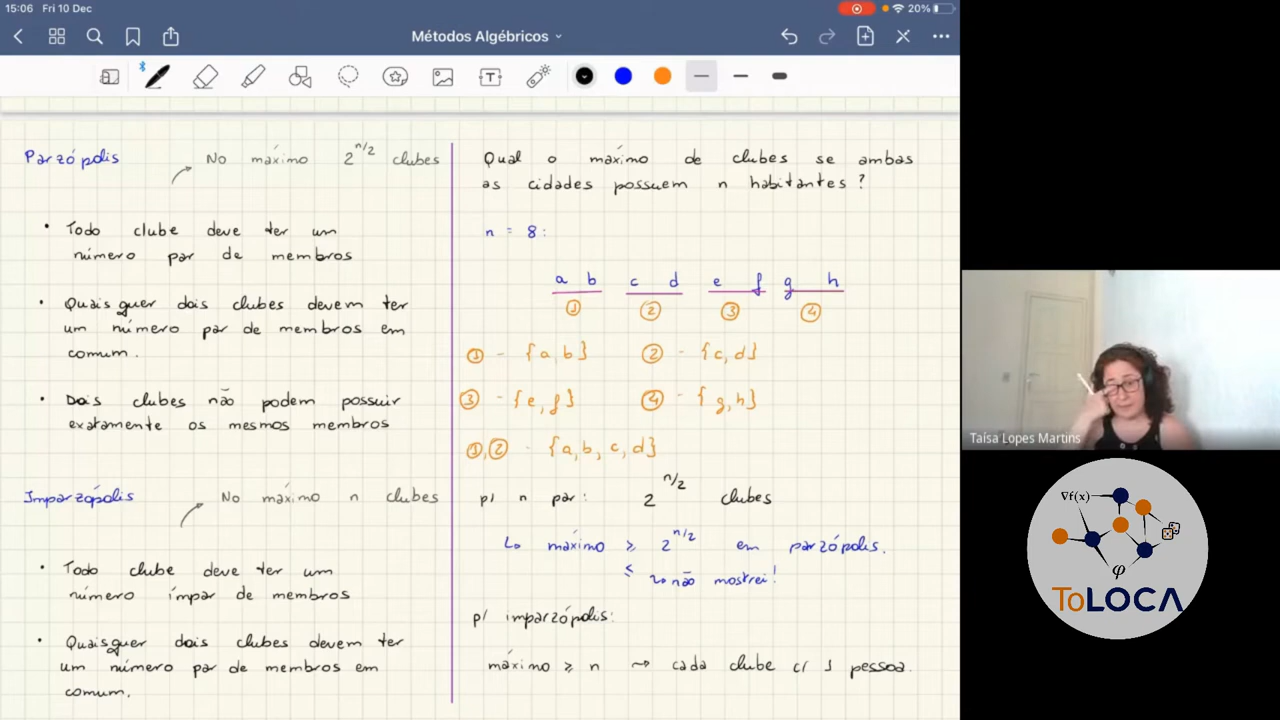 15:06 Fri 10 Dec
20%
Métodos Algébricos
T
Parzópolis
No máximo 2^{n/2} clubes
• Todo clube deve ter um
número par de membros
• Quaisquer dois clubes devem ter
um número par de membros em
comum.
• Dois clubes não podem possuir
exatamente os mesmos membros
Imparzópolis
No máximo n clubes
• Todo clube deve ter um
número ímpar de membros
• Quaisquer dois clubes devem ter
um número par de membros em
comum.
Qual o máximo de clubes se ambas
as cidades possuem n habitantes?
n = 8:
a b c d e f g h
① ② ③ ④
① - {a,b} ② - {c,d}
③ - {e,f} ④ - {g,h}
①,② - {a,b,c,d}
p/ n par: 2^{n/2} clubes
↳ máximo ≥ 2^{n/2} em parzópolis.
≤ ↳ não mostrei!
p/ imparzópolis:
máximo ≥ n ⤳ cada clube c/ 1 pessoa.
Taísa Lopes Martins
∇f(x)
φ
ToLOCA